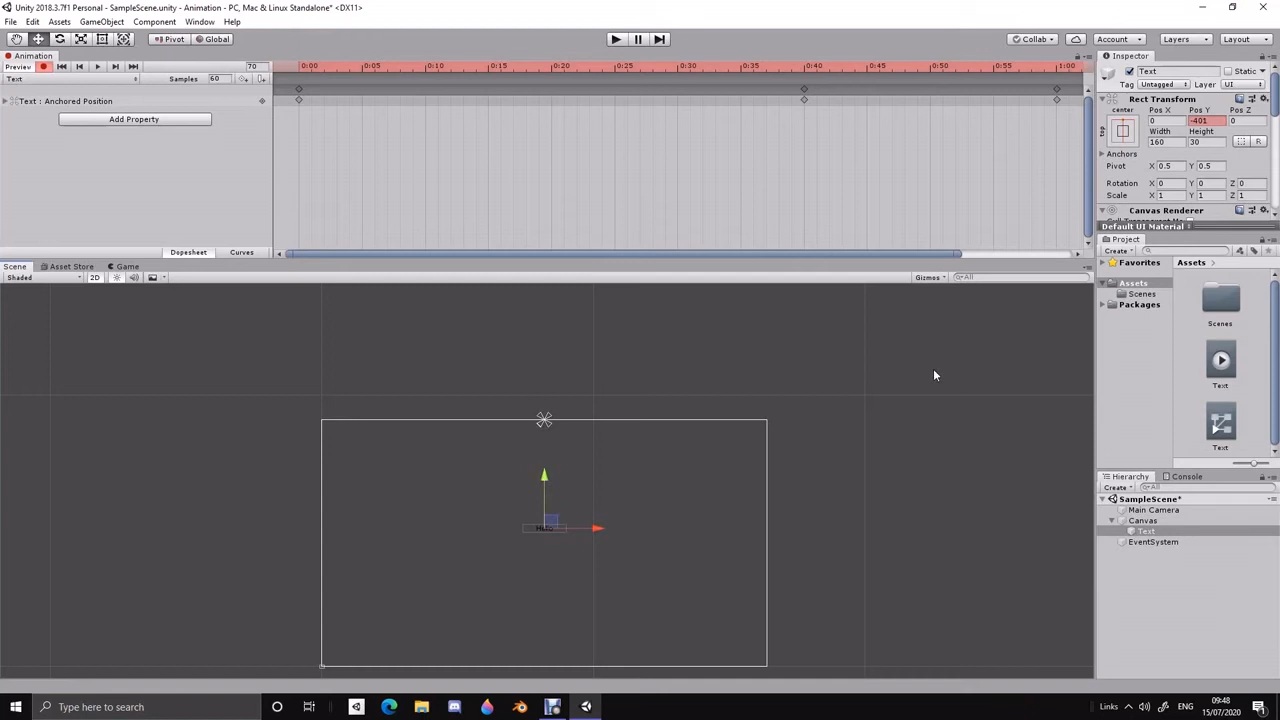 Unity 2018.3.7f1 Personal - SampleScene.unity - Animation - PC, Mac & Linux Standalone* <DX11>
File Edit Assets GameObject Component Window Help
Pivot Global Collab Account Layers Layout
Animation
Preview 70 0:00 0:05 0:10 0:15 0:20 0:25 0:30 0:35 0:40 0:45 0:50 0:55 1:00
Text Samples 60
Text : Anchored Position
Add Property
Dopesheet Curves
Scene Asset Store Game
Shaded 2D Gizmos All
Inspector
Text Static
Tag Untagged Layer UI
Rect Transform
center Pos X Pos Y Pos Z
top 0 -401 0
Width Height
160 30 R
Anchors
Pivot X 0.5 Y 0.5
Rotation X 0 Y 0 Z 0
Scale X 1 Y 1 Z 1
Canvas Renderer
Default UI Material
Project
Create
Favorites
Assets
Scenes
Packages
Assets
Scenes
Text
Text
Hierarchy Console
Create All
SampleScene*
Main Camera
Canvas
Text
EventSystem
Type here to search
Links ENG 09:48
15/07/2020